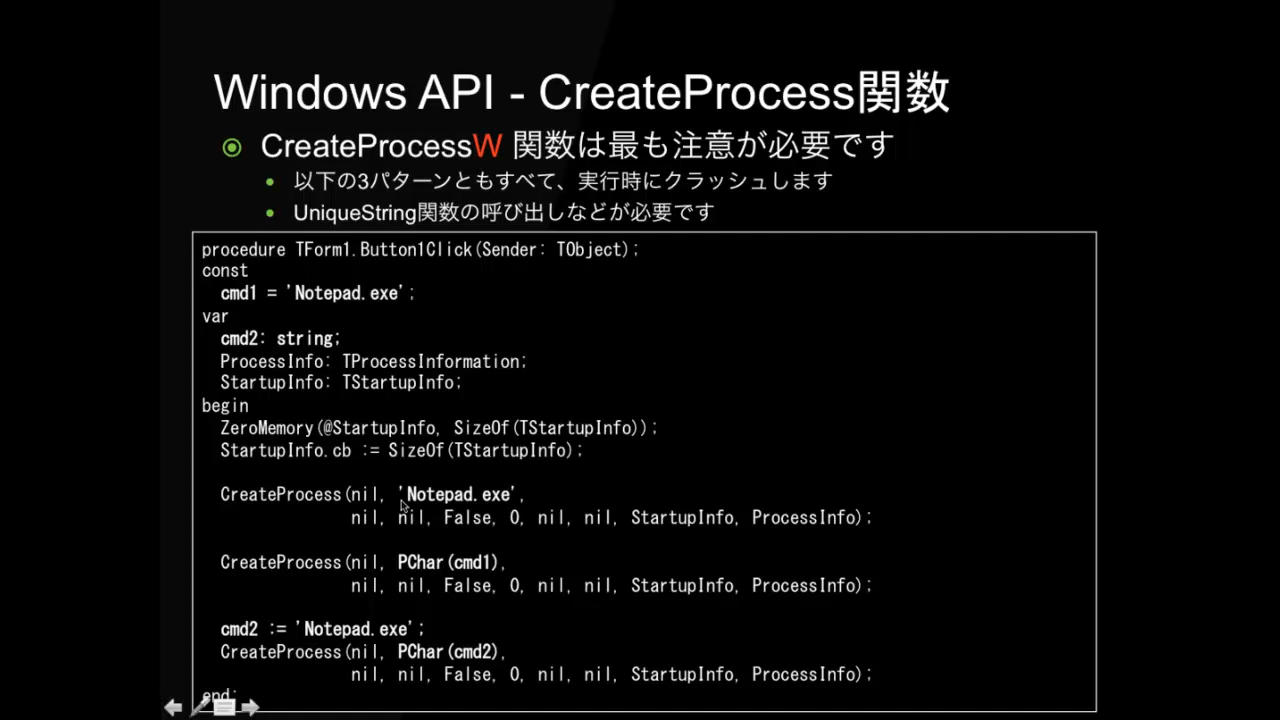 Windows API - CreateProcess関数
CreateProcessW 関数は最も注意が必要です
以下の3パターンともすべて、実行時にクラッシュします
UniqueString関数の呼び出しなどが必要です
procedure TForm1.Button1Click(Sender: TObject);
const
cmd1 = 'Notepad.exe';
var
cmd2: string;
ProcessInfo: TProcessInformation;
StartupInfo: TStartupInfo;
begin
ZeroMemory(@StartupInfo, SizeOf(TStartupInfo));
StartupInfo.cb := SizeOf(TStartupInfo);
CreateProcess(nil, 'Notepad.exe',
nil, nil, False, 0, nil, nil, StartupInfo, ProcessInfo);
CreateProcess(nil, PChar(cmd1),
nil, nil, False, 0, nil, nil, StartupInfo, ProcessInfo);
cmd2 := 'Notepad.exe';
CreateProcess(nil, PChar(cmd2),
nil, nil, False, 0, nil, nil, StartupInfo, ProcessInfo);
end;